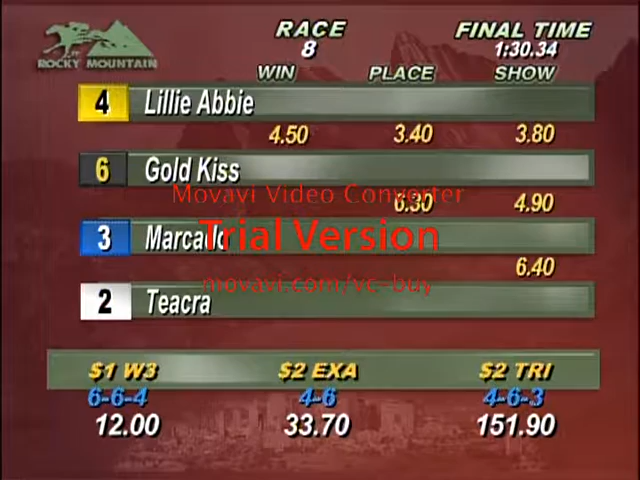 ROCKY MOUNTAIN
RACE
8
FINAL TIME
1:30.34
WIN PLACE SHOW
4 Lillie Abbie
4.50 3.40 3.80
6 Gold Kiss
Movavi Video Converter
6.30 4.90
3 Marcado
Trial Version
6.40
movavi.com/vc-buy
2 Teacra
$1 W3 $2 EXA $2 TRI
6-6-4 4-6 4-6-3
12.00 33.70 151.90